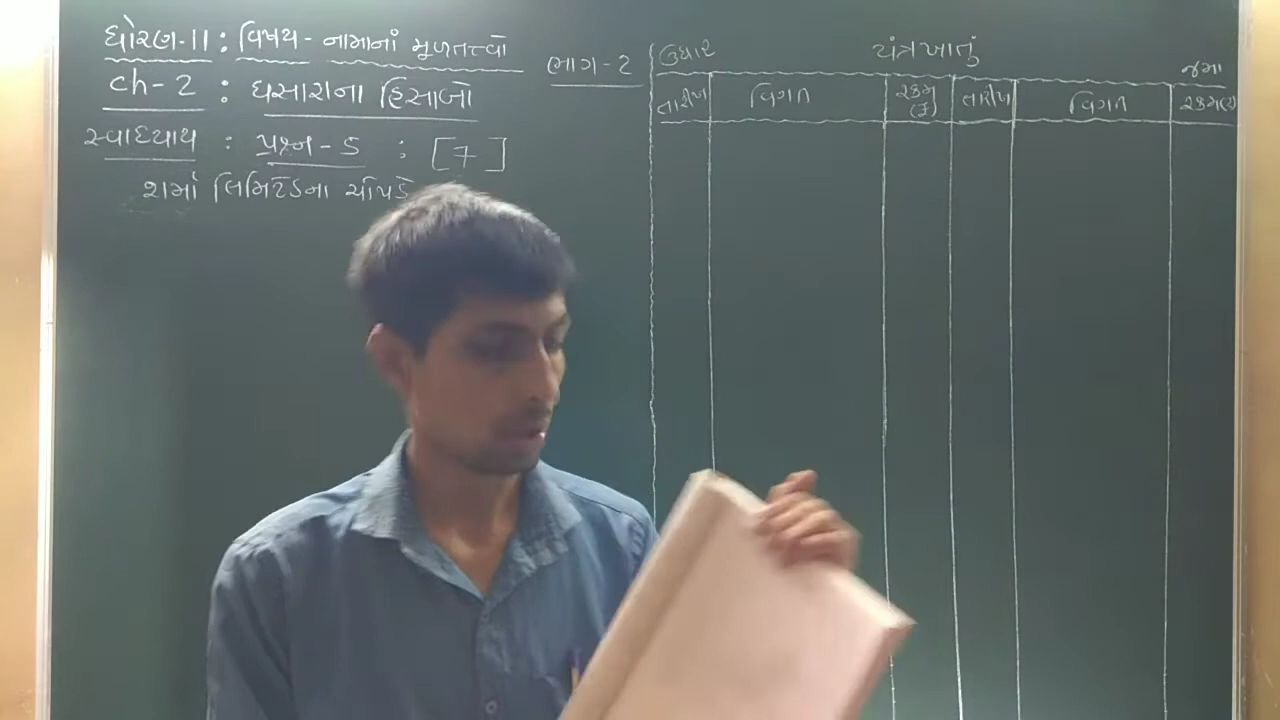 ધોરણ-11 : વિષય - નામાનાં મૂળતત્ત્વો
ch-2 : ઘસારાના હિસાબો
ભાગ-2
સ્વાધ્યાય : પ્રશ્ન-5 : [7]
શર્મા લિમિટેડના ચોપડે
ઉધાર યંત્રખાતું જમા
તારીખ વિગત રકમ (₹) તારીખ વિગત રકમ(₹)